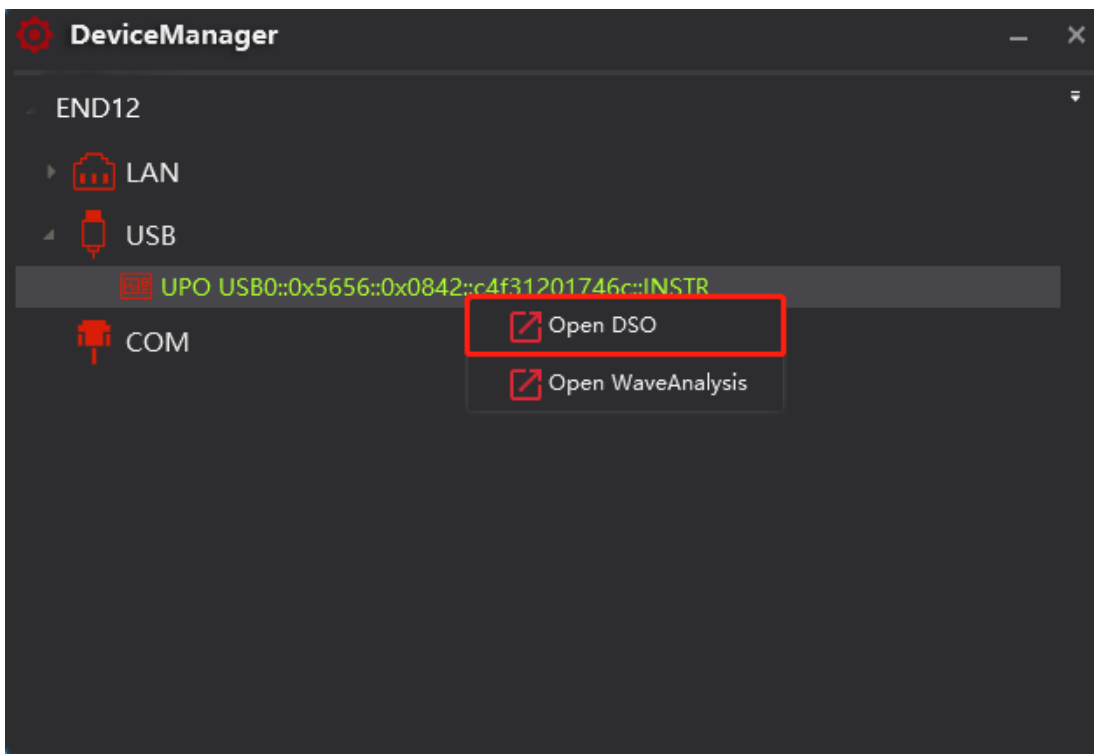 DeviceManager
END12
LAN
USB
UPO USB0::0x5656::0x0842::c4f31201746c::INSTR
Open DSO
COM
Open WaveAnalysis